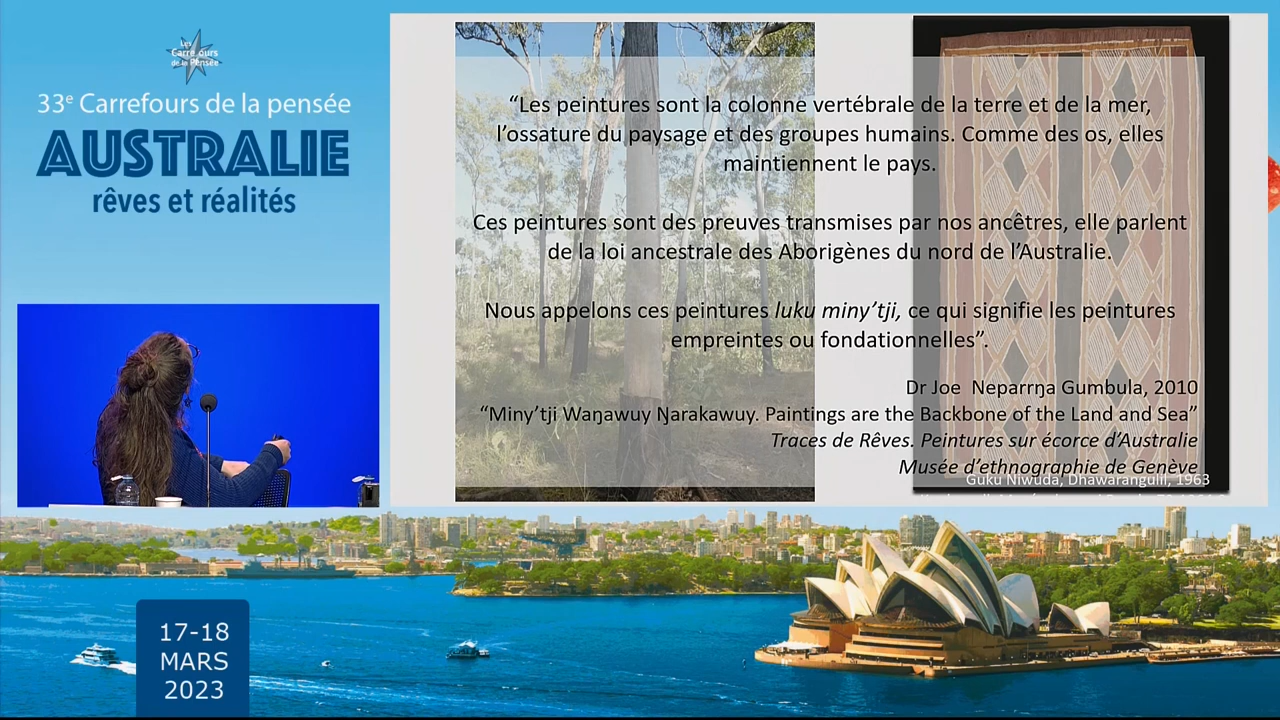 Les
Carrefours
de la Pensée
33e Carrefours de la pensée
AUSTRALIE
rêves et réalités
“Les peintures sont la colonne vertébrale de la terre et de la mer,
l’ossature du paysage et des groupes humains. Comme des os, elles
maintiennent le pays.
Ces peintures sont des preuves transmises par nos ancêtres, elle parlent
de la loi ancestrale des Aborigènes du nord de l’Australie.
Nous appelons ces peintures luku miny’tji, ce qui signifie les peintures
empreintes ou fondationnelles”.
Dr Joe Neparrŋa Gumbula, 2010
“Miny’tji Waŋawuy Ŋarakawuy. Paintings are the Backbone of the Land and Sea”
Traces de Rêves. Peintures sur écorce d’Australie
Musée d’ethnographie de Genève
Guku Niwuda, Dhawarangulil, 1963
17-18
MARS
2023